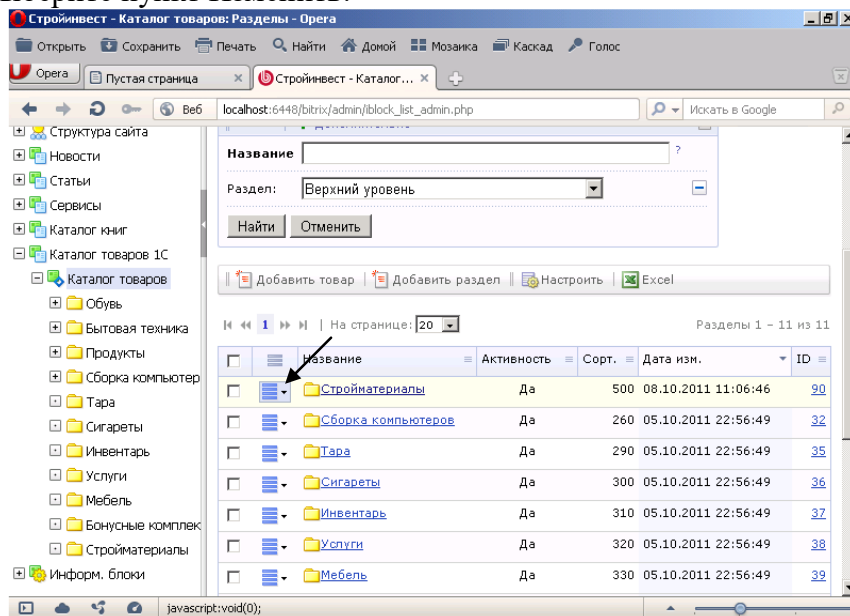 Стройинвест - Каталог товаров: Разделы - Opera
Открыть Сохранить Печать Найти Домой Мозаика Каскад Голос
Opera Пустая страница × Стройинвест - Каталог... ×
Веб localhost:6448/bitrix/admin/iblock_list_admin.php Искать в Google
Структура сайта
Новости
Статьи
Сервисы
Каталог книг
Каталог товаров 1С
Каталог товаров
Обувь
Бытовая техника
Продукты
Сборка компьютер
Тара
Сигареты
Инвентарь
Услуги
Мебель
Бонусные комплек
Стройматериалы
Информ. блоки
Название ?
Раздел: Верхний уровень
Найти Отменить
Добавить товар Добавить раздел Настроить Excel
1 На странице: 20 Разделы 1 – 11 из 11
Название Активность Сорт. Дата изм. ID
Стройматериалы Да 500 08.10.2011 11:06:46 90
Сборка компьютеров Да 260 05.10.2011 22:56:49 32
Тара Да 290 05.10.2011 22:56:49 35
Сигареты Да 300 05.10.2011 22:56:49 36
Инвентарь Да 310 05.10.2011 22:56:49 37
Услуги Да 320 05.10.2011 22:56:49 38
Мебель Да 330 05.10.2011 22:56:49 39
javascript:void(0);